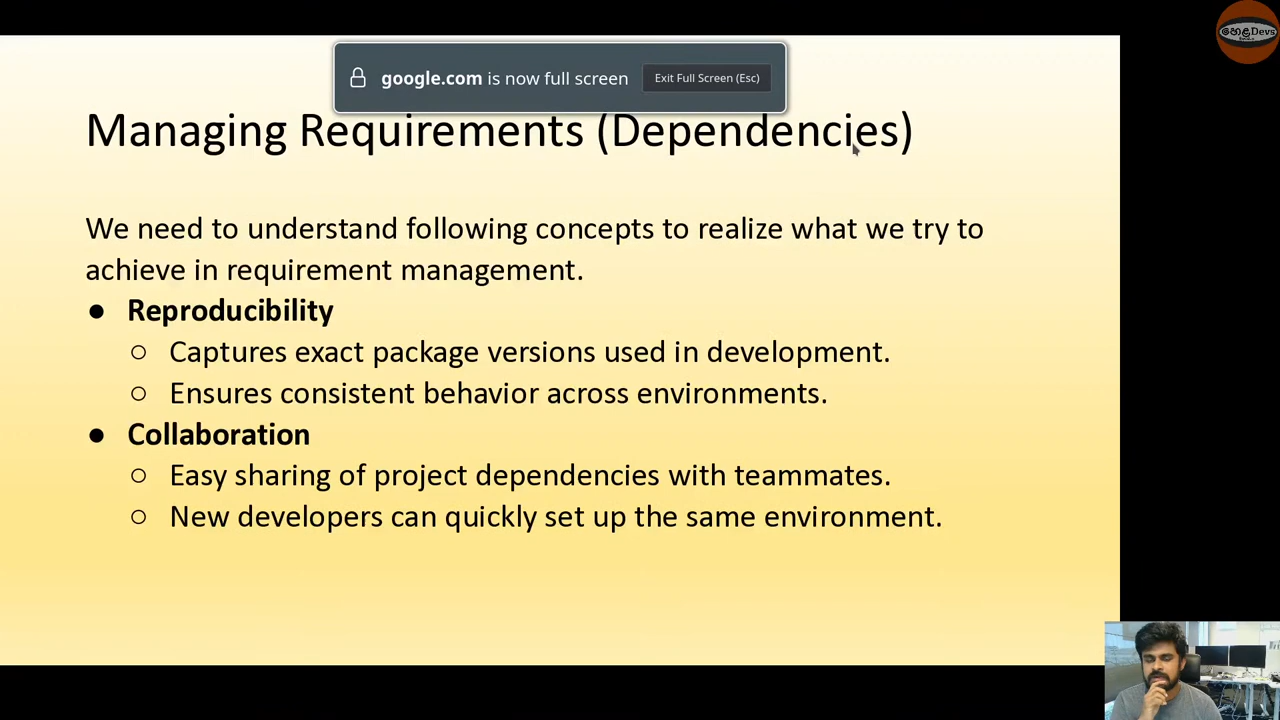 හෙළDevs
google.com is now full screen
Exit Full Screen (Esc)
Managing Requirements (Dependencies)
We need to understand following concepts to realize what we try to
achieve in requirement management.
● Reproducibility
○ Captures exact package versions used in development.
○ Ensures consistent behavior across environments.
● Collaboration
○ Easy sharing of project dependencies with teammates.
○ New developers can quickly set up the same environment.